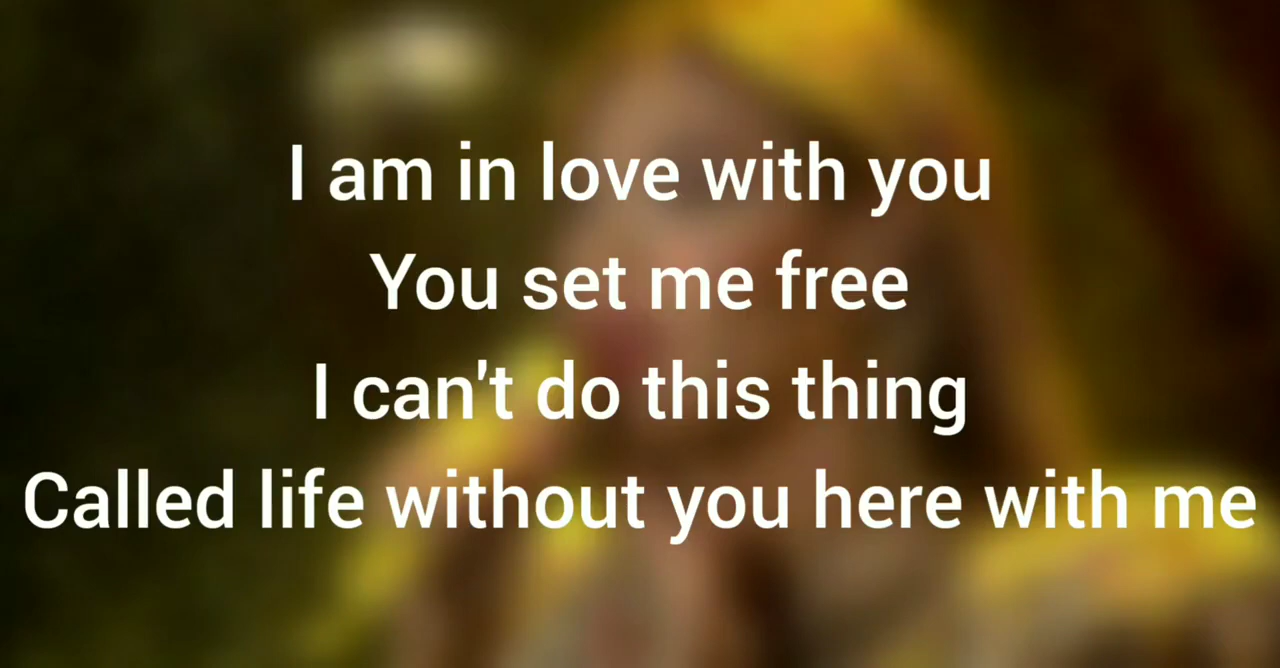 I am in love with you
You set me free
I can't do this thing
Called life without you here with me